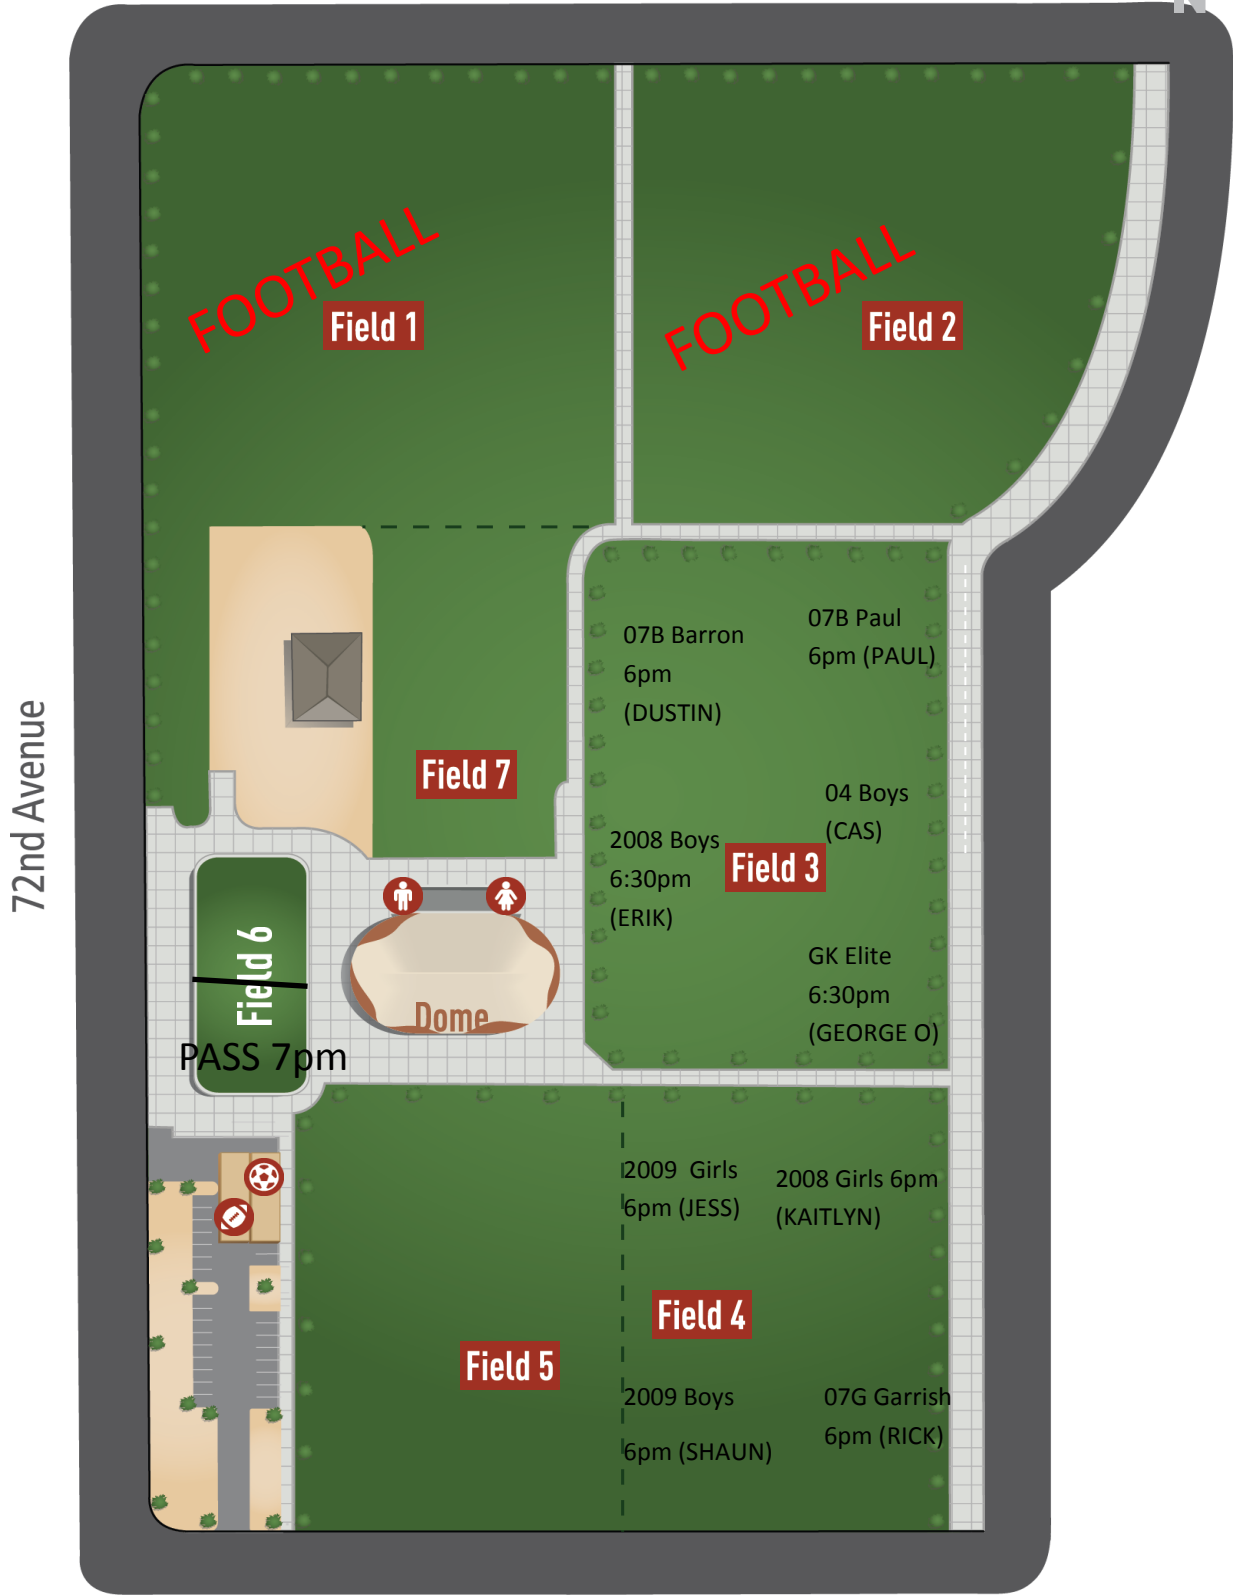 N
FOOTBALL
Field 1
FOOTBALL
Field 2
07B Barron
6pm
(DUSTIN)
07B Paul
6pm (PAUL)
72nd Avenue
Field 7
04 Boys
(CAS)
2008 Boys
6:30pm
(ERIK)
Field 3
GK Elite
6:30pm
(GEORGE O)
Field 6
Dome
PASS 7pm
2009 Girls
6pm (JESS)
2008 Girls 6pm
(KAITLYN)
Field 4
Field 5
2009 Boys
6pm (SHAUN)
07G Garrish
6pm (RICK)